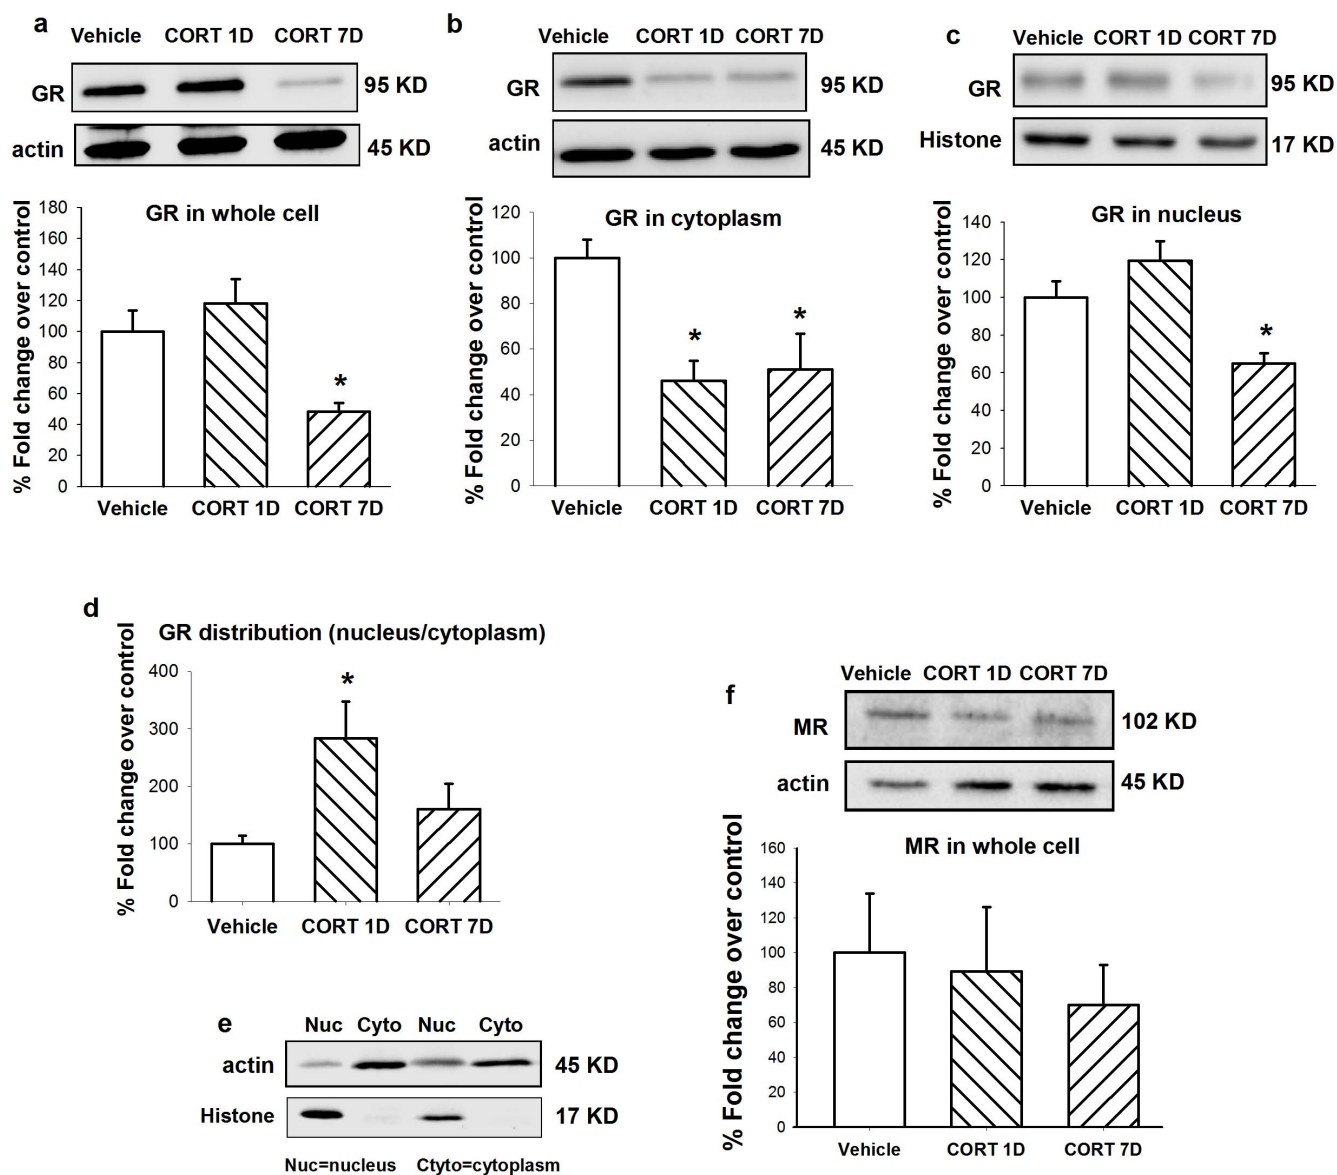 a
Vehicle CORT 1D CORT 7D
GR 95 KD
actin 45 KD
GR in whole cell
% Fold change over control
180
160
140
120
100
80
60
40
20
0
*
Vehicle CORT 1D CORT 7D
b
Vehicle CORT 1D CORT 7D
GR 95 KD
actin 45 KD
GR in cytoplasm
% Fold change over control
120
100
80
60
40
20
0
* *
Vehicle CORT 1D CORT 7D
c
Vehicle CORT 1D CORT 7D
GR 95 KD
Histone 17 KD
GR in nucleus
% Fold change over control
140
120
100
80
60
40
20
0
*
Vehicle CORT 1D CORT 7D
d
GR distribution (nucleus/cytoplasm)
% Fold change over control
400
300
200
100
0
*
Vehicle CORT 1D CORT 7D
e
Nuc Cyto Nuc Cyto
actin 45 KD
Histone 17 KD
Nuc=nucleus Ctyto=cytoplasm
f
Vehicle CORT 1D CORT 7D
MR 102 KD
actin 45 KD
MR in whole cell
% Fold change over control
160
140
120
100
80
60
40
20
0
Vehicle CORT 1D CORT 7D